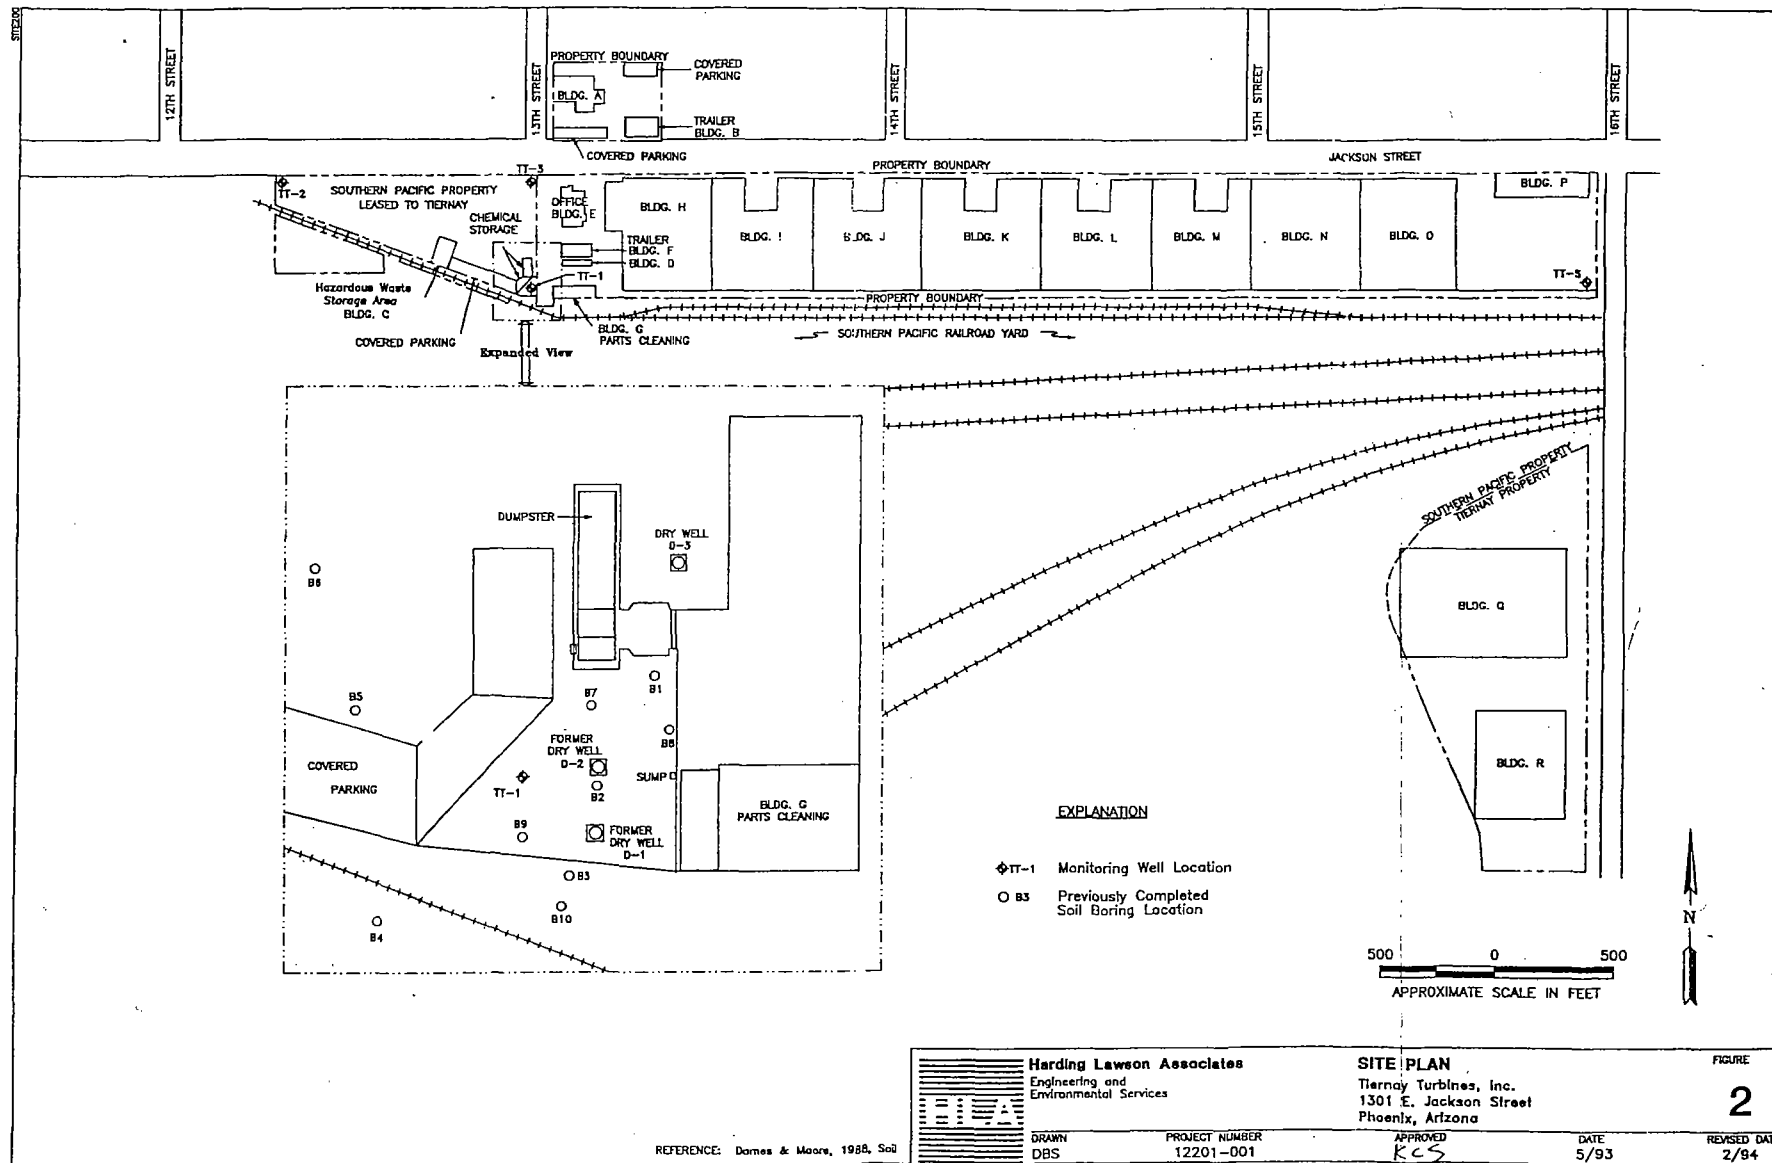 SITE200
12TH STREET
13TH STREET
14TH STREET
15TH STREET
16TH STREET
PROPERTY BOUNDARY
COVERED
PARKING
BLDG. A
TRAILER
BLDG. B
COVERED PARKING
JACKSON STREET
PROPERTY BOUNDARY
TT-2
TT-3
SOUTHERN PACIFIC PROPERTY
LEASED TO TIERNAY
CHEMICAL
STORAGE
OFFICE
BLDG. E
TRAILER
BLDG. F
BLDG. D
TT-1
BLDG. H
BLDG. I
BLDG. J
BLDG. K
BLDG. L
BLDG. M
BLDG. N
BLDG. O
BLDG. P
TT-5
Hazardous Waste
Storage Area
BLDG. C
COVERED PARKING
BLDG. G
PARTS CLEANING
PROPERTY BOUNDARY
SOUTHERN PACIFIC RAILROAD YARD
Expanded View
DUMPSTER
DRY WELL
D-3
B6
B5
B7
B1
B8
FORMER
DRY WELL
D-2
SUMP
COVERED
PARKING
TT-1
B2
B9
FORMER
DRY WELL
D-1
BLDG. G
PARTS CLEANING
B3
B10
B4
SOUTHERN PACIFIC PROPERTY
TIERNAY PROPERTY
BLDG. Q
BLDG. R
EXPLANATION
TT-1 Monitoring Well Location
B3 Previously Completed
Soil Boring Location
N
500 0 500
APPROXIMATE SCALE IN FEET
HLA
Harding Lawson Associates
Engineering and
Environmental Services
SITE PLAN
Tiernay Turbines, Inc.
1301 E. Jackson Street
Phoenix, Arizona
FIGURE
2
DRAWN
DBS
PROJECT NUMBER
12201-001
APPROVED
KCS
DATE
5/93
REVISED DAT
2/94
REFERENCE: Dames & Moore, 1988, Soil